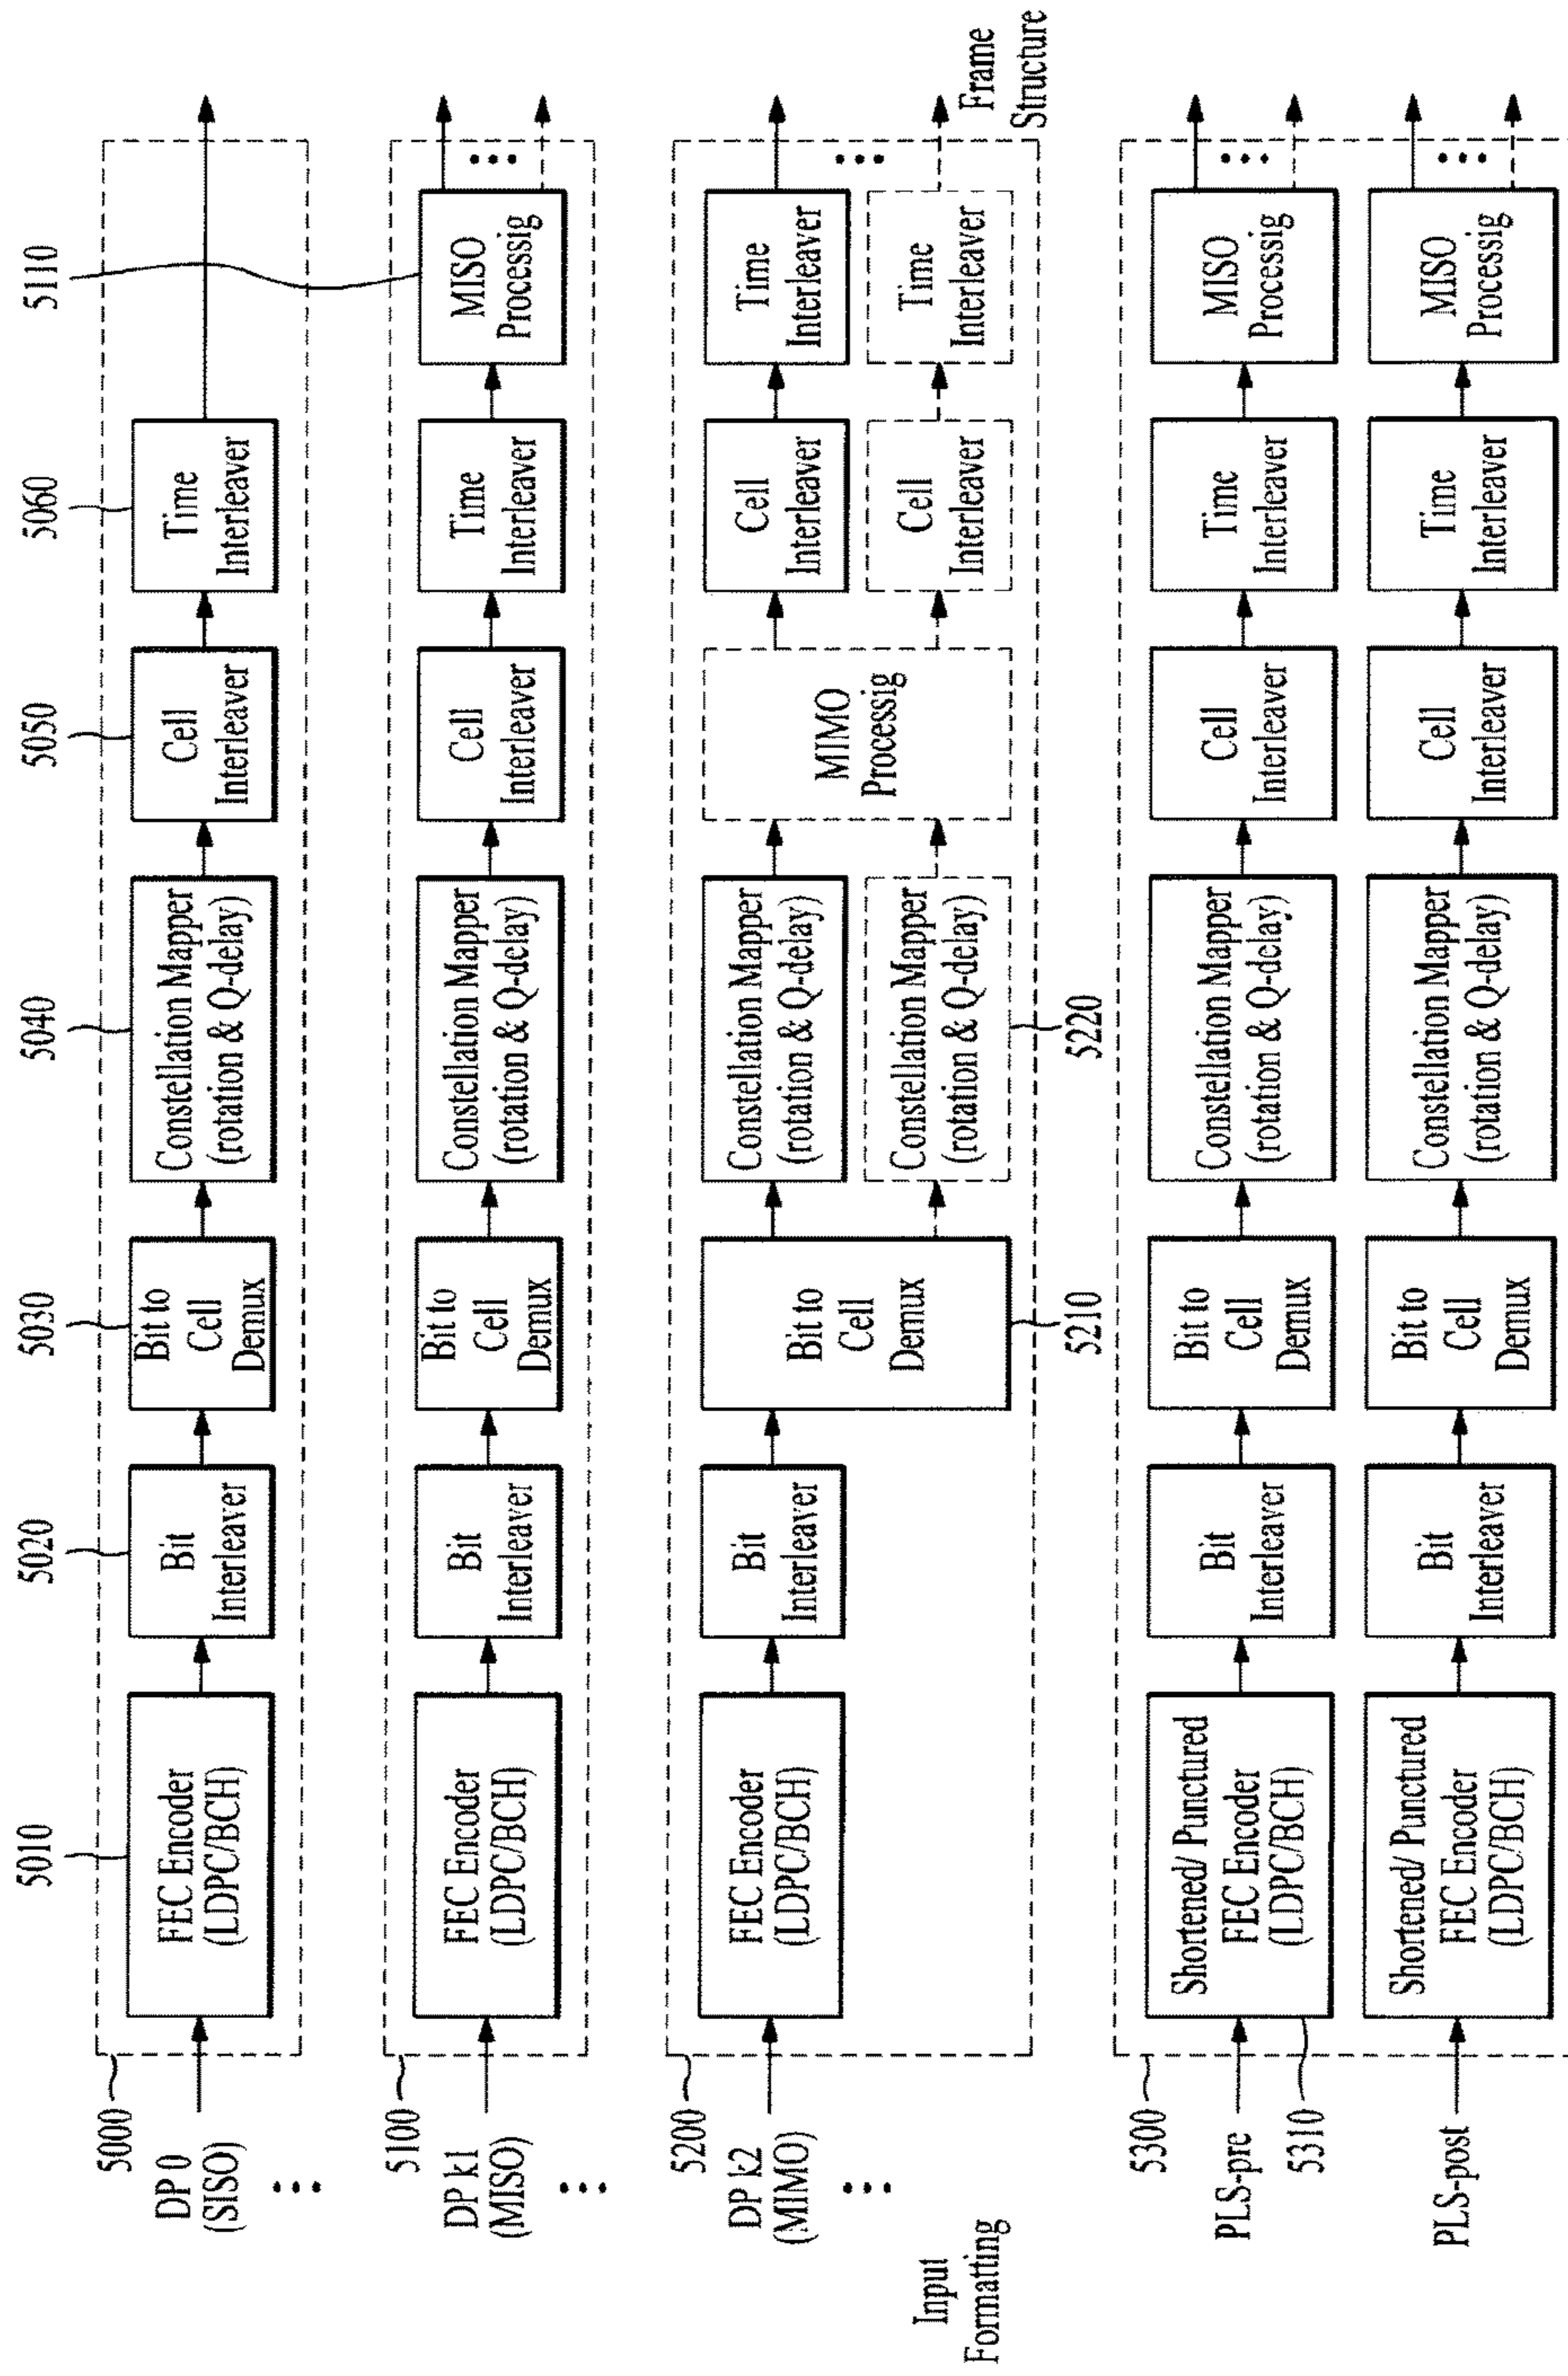 5010
5020
5030
5040
5050
5060
5110
5000
DP 0
(SISO)
FEC Encoder
(LDPC/BCH)
Bit
Interleaver
Bit to
Cell
Demux
Constellation Mapper
(rotation & Q-delay)
Cell
Interleaver
Time
Interleaver
5100
DP k1
(MISO)
FEC Encoder
(LDPC/BCH)
Bit
Interleaver
Bit to
Cell
Demux
Constellation Mapper
(rotation & Q-delay)
Cell
Interleaver
Time
Interleaver
MISO
Processig
5200
DP k2
(MIMO)
FEC Encoder
(LDPC/BCH)
Bit
Interleaver
Bit to
Cell
Demux
Constellation Mapper
(rotation & Q-delay)
Constellation Mapper
(rotation & Q-delay)
MIMO
Processig
Cell
Interleaver
Cell
Interleaver
Time
Interleaver
Time
Interleaver
Input
Formatting
Frame
Structure
5210
5220
5300
PLS-pre
5310
Shortened/ Punctured
FEC Encoder
(LDPC/BCH)
Bit
Interleaver
Bit to
Cell
Demux
Constellation Mapper
(rotation & Q-delay)
Cell
Interleaver
Time
Interleaver
MISO
Processig
PLS-post
Shortened/ Punctured
FEC Encoder
(LDPC/BCH)
Bit
Interleaver
Bit to
Cell
Demux
Constellation Mapper
(rotation & Q-delay)
Cell
Interleaver
Time
Interleaver
MISO
Processig